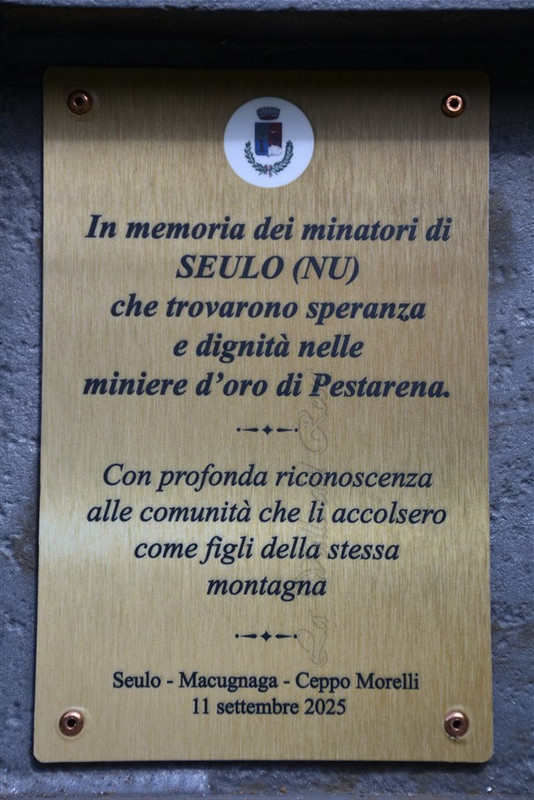 In memoria dei minatori di
SEULO (NU)
che trovarono speranza
e dignità nelle
miniere d'oro di Pestarena.
Con profonda riconoscenza
alle comunità che li accolsero
come figli della stessa
montagna
Seulo - Macugnaga - Ceppo Morelli
11 settembre 2025